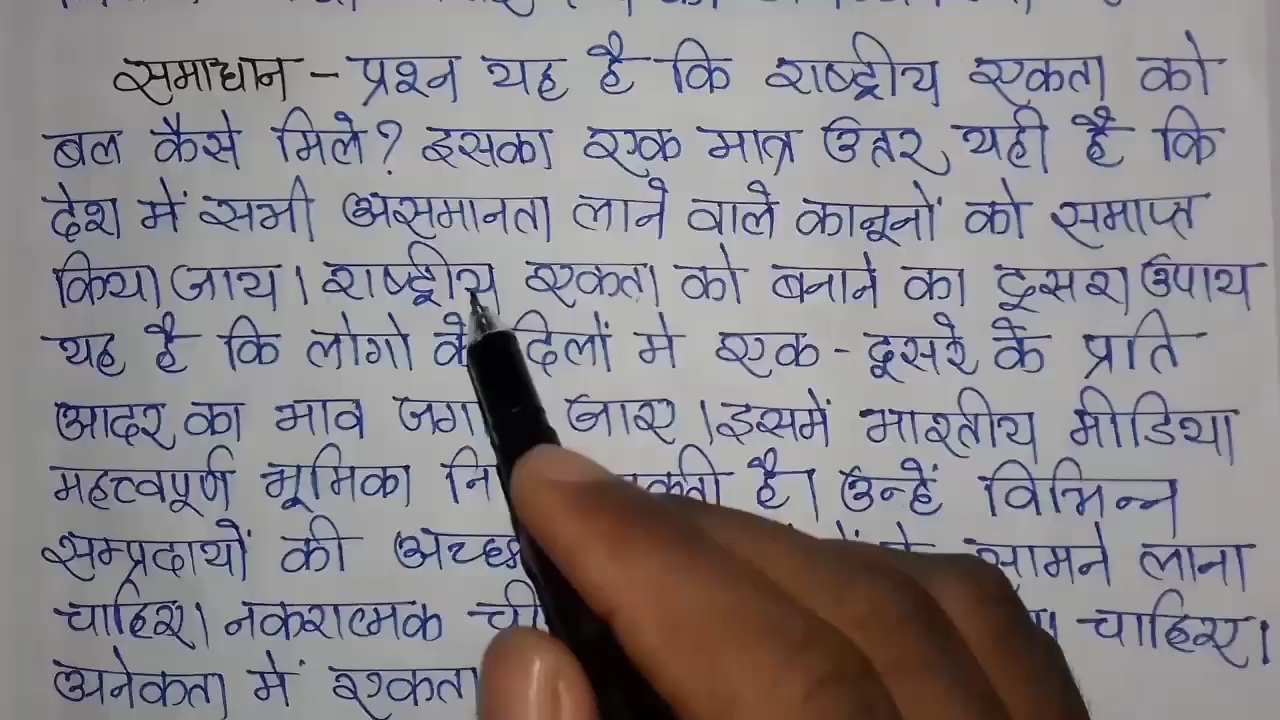 समाधान - प्रश्न यह है कि राष्ट्रीय एकता को
बल कैसे मिले? इसका एक मात्र उत्तर यही है कि
देश में सभी असमानता लाने वाले कानूनों को समाप्त
किया जाय। राष्ट्रीय एकता को बनाने का दूसरा उपाय
यह है कि लोगो के दिलों मे एक - दूसरे के प्रति
आदर का भाव जाए। इसमें भारतीय मीडिया
महत्वपूर्ण भूमिका है। उन्हें विभिन्न
सम्प्रदायों की सामने लाना
चाहिए। नकरात्मक चाहिए।
अनेकता में एकता